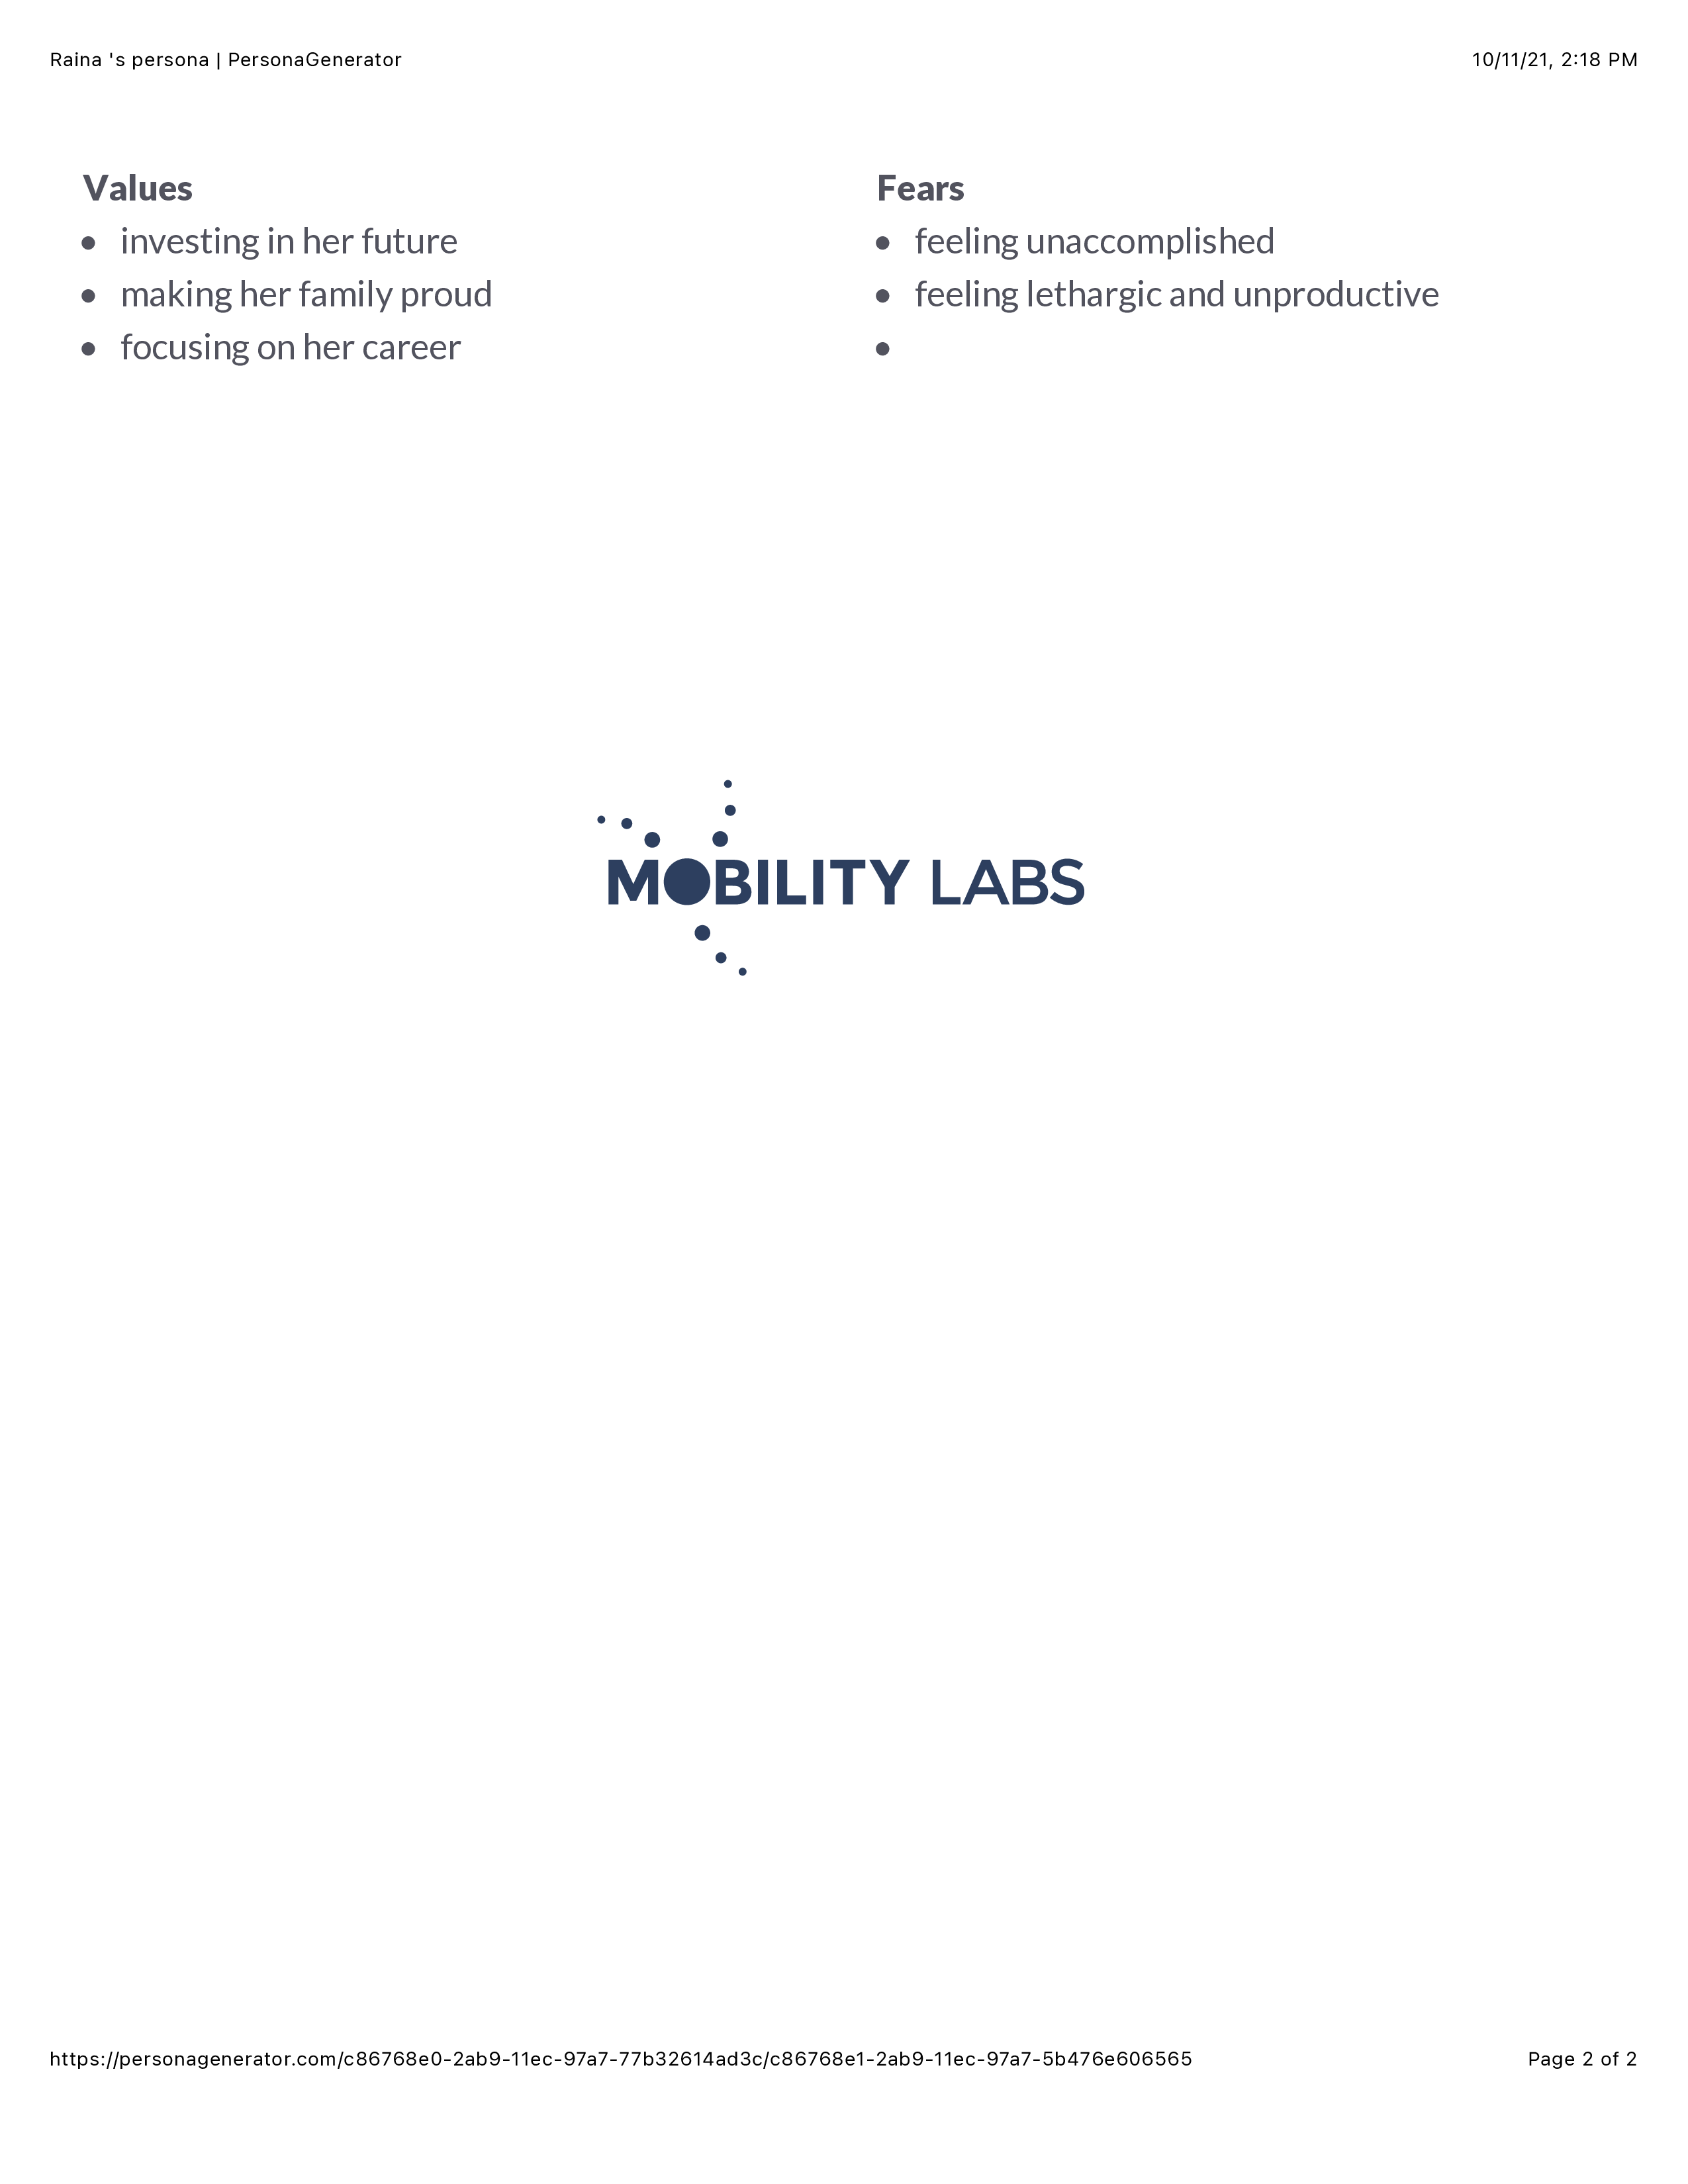 Raina 's persona | PersonaGenerator
10/11/21, 2:18 PM
Values
• investing in her future
• making her family proud
• focusing on her career
Fears
• feeling unaccomplished
• feeling lethargic and unproductive
•
MOBILITY LABS
https://personagenerator.com/c86768e0-2ab9-11ec-97a7-77b32614ad3c/c86768e1-2ab9-11ec-97a7-5b476e606565
Page 2 of 2